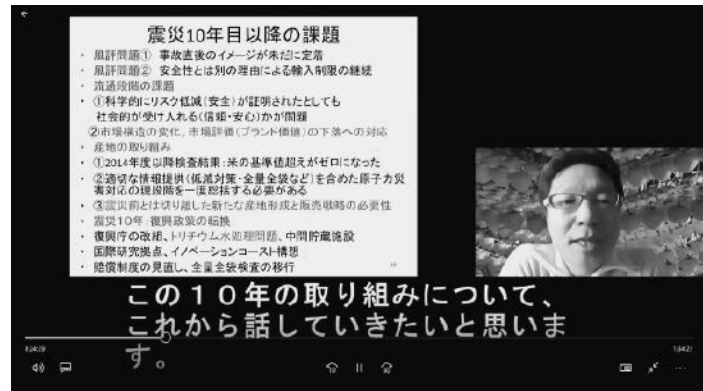 震災10年目以降の課題
・ 風評問題① 事故直後のイメージが未だに定着
・ 風評問題② 安全性とは別の理由による輸入制限の継続
・ 流通段階の課題
・ ①科学的にリスク低減(安全)が証明されたとしても
社会的が受け入れる(信頼・安心)かが問題
②市場構造の変化、市場評価(ブランド価値)の下落への対応
・ 産地の取り組み
・ ①2014年度以降検査結果:米の基準値超えがゼロになった
・ ②適切な情報提供(低減対策・全量全袋など)を含めた原子力災
害対応の現段階を一度総括する必要がある
・ ③震災前とは切り離した新たな産地形成と販売戦略の必要性
・ 震災10年:復興政策の転換
・ 復興庁の改組、トリチウム水処理問題、中間貯蔵施設
・ 国際研究拠点、イノベーションコースト構想
・ 賠償制度の見直し、全量全袋検査の移行
この10年の取り組みについて、
これから話していきたいと思いま
す。
10
30